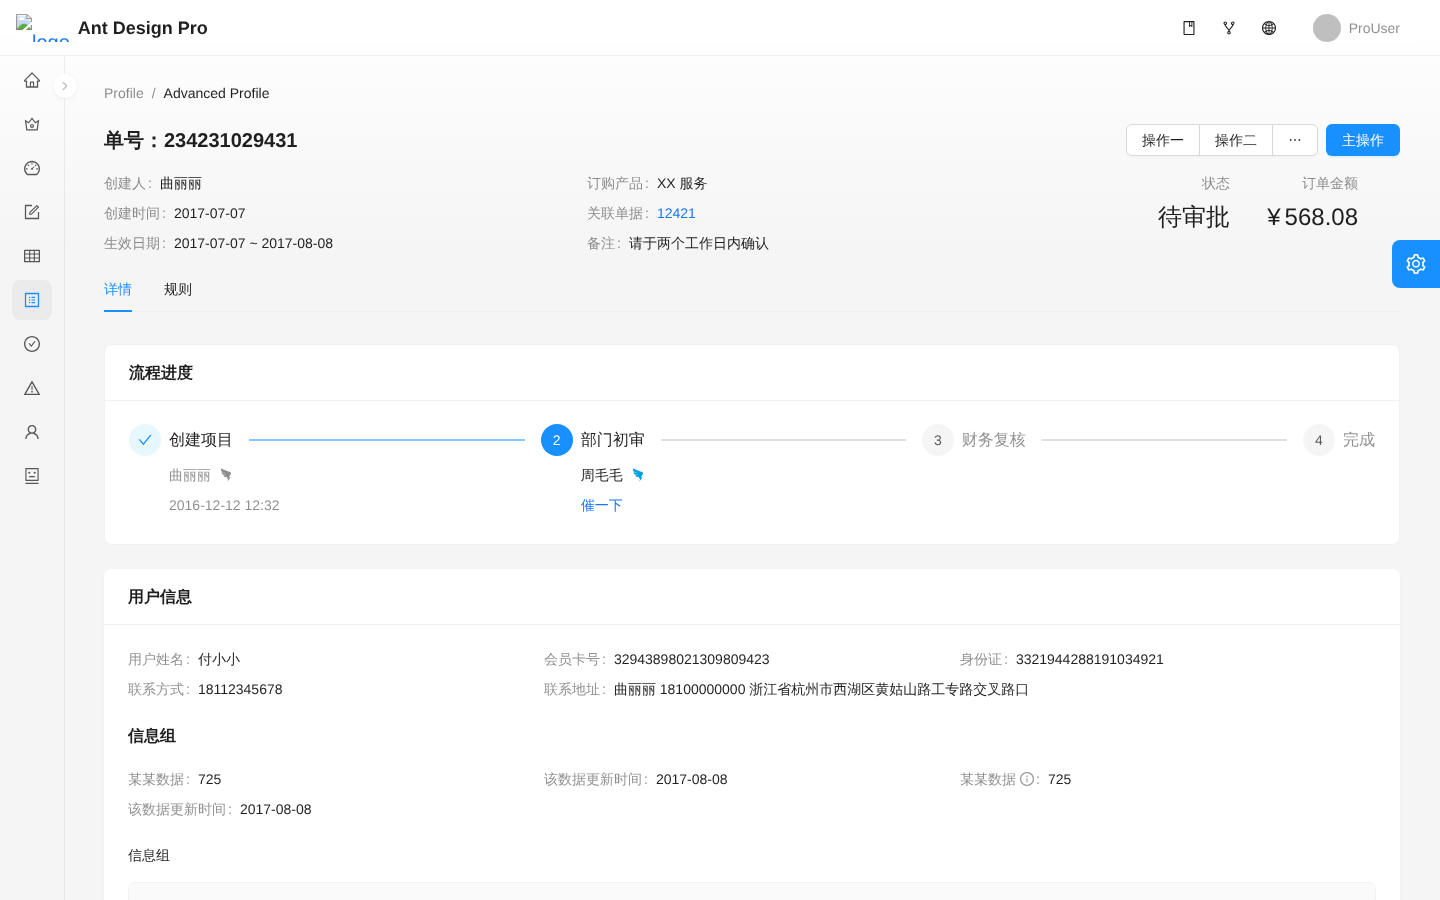 logo Ant Design Pro ProUser
Profile / Advanced Profile
单号：234231029431 操作一 操作二 ··· 主操作
创建人: 曲丽丽 订购产品: XX 服务 状态 订单金额
创建时间: 2017-07-07 关联单据: 12421 待审批 ¥ 568.08
生效日期: 2017-07-07 ~ 2017-08-08 备注: 请于两个工作日内确认
详情 规则
流程进度
创建项目 2 部门初审 3 财务复核 4 完成
曲丽丽 周毛毛
2016-12-12 12:32 催一下
用户信息
用户姓名: 付小小 会员卡号: 32943898021309809423 身份证: 3321944288191034921
联系方式: 18112345678 联系地址: 曲丽丽 18100000000 浙江省杭州市西湖区黄姑山路工专路交叉路口
信息组
某某数据: 725 该数据更新时间: 2017-08-08 某某数据 : 725
该数据更新时间: 2017-08-08
信息组